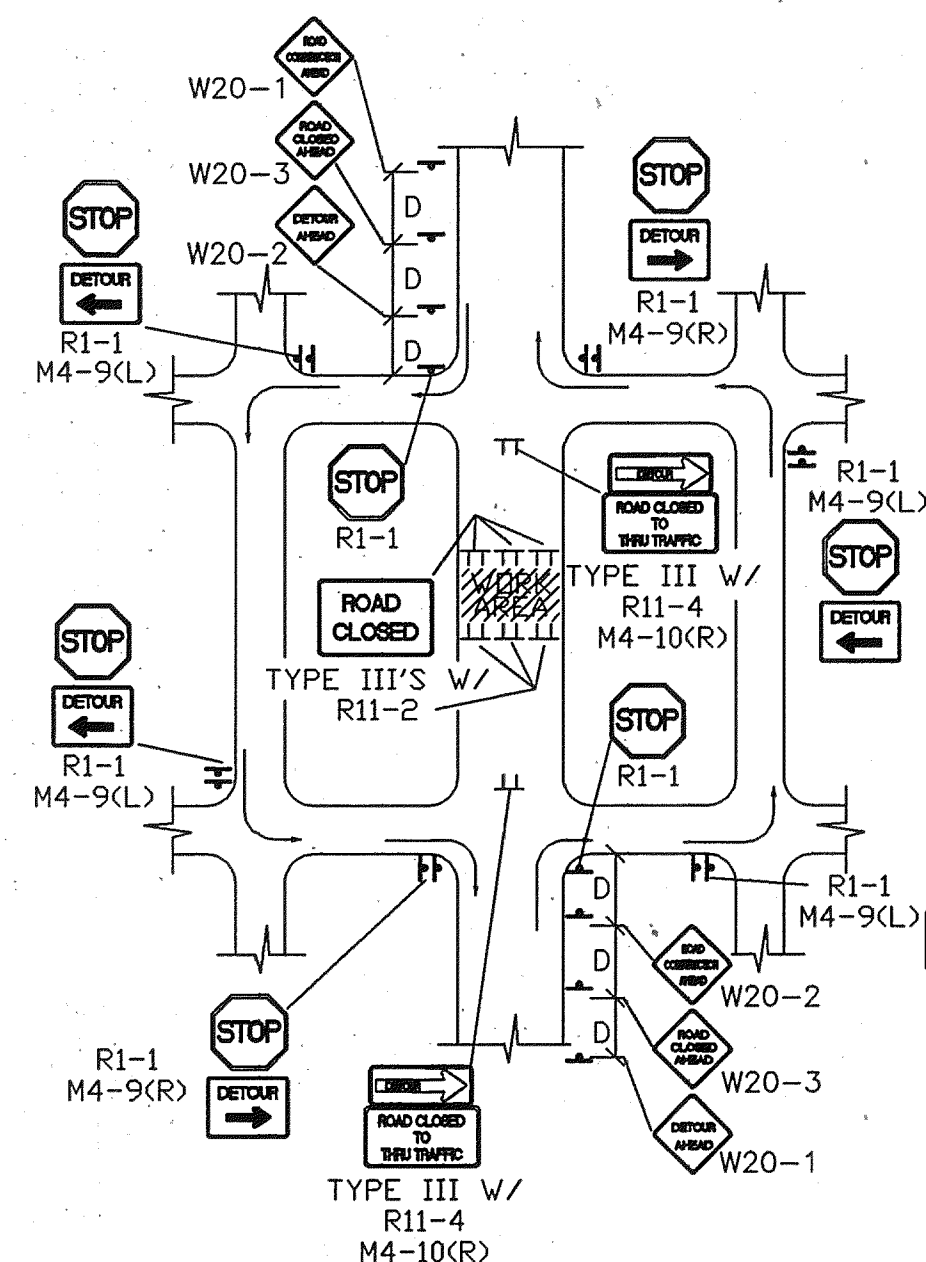 ROAD
CONSTRUCTION
AHEAD
W20-1
ROAD
CLOSED
AHEAD
W20-3
DETOUR
AHEAD
W20-2
D
D
D
STOP
DETOUR
R1-1
M4-9(L)
STOP
DETOUR
R1-1
M4-9(R)
STOP
R1-1
DETOUR
ROAD CLOSED
TO
THRU TRAFFIC
TYPE III W/
R11-4
M4-10(R)
R1-1
M4-9(L)
STOP
DETOUR
WORK
AREA
ROAD
CLOSED
TYPE III'S W/
R11-2
STOP
DETOUR
R1-1
M4-9(L)
STOP
R1-1
D
D
D
R1-1
M4-9(L)
ROAD
CONSTRUCTION
AHEAD
W20-2
ROAD
CLOSED
AHEAD
W20-3
DETOUR
AHEAD
W20-1
STOP
R1-1
M4-9(R)
DETOUR
DETOUR
ROAD CLOSED
TO
THRU TRAFFIC
TYPE III W/
R11-4
M4-10(R)